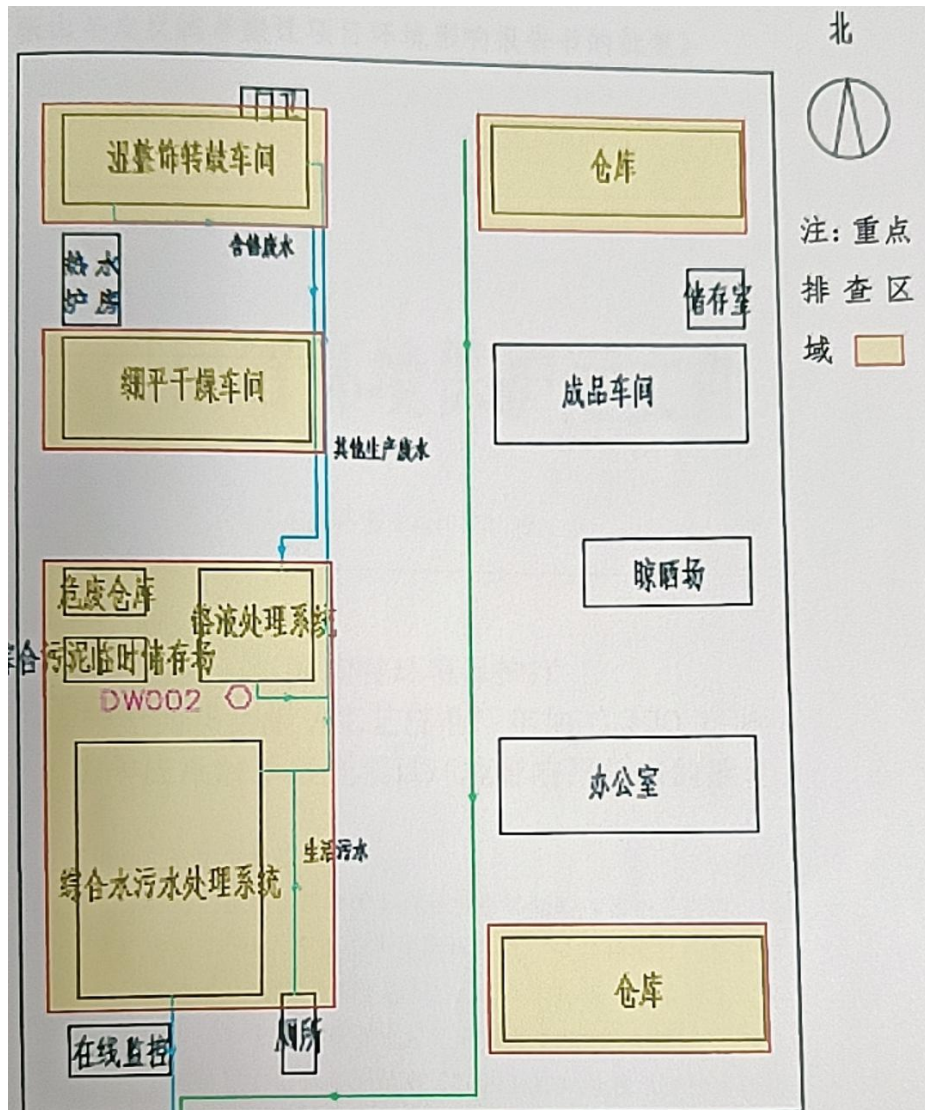 北
门卫
湿整饰转鼓车间
仓库
注：重点
排查区
域
含铬废水
热水
炉房
储存室
绷平干燥车间
成品车间
其他生产废水
危废仓库
铬液处理系统
综合污泥临时储存场
DW002
晾晒场
办公室
生活污水
综合水污水处理系统
仓库
在线监控
厕所